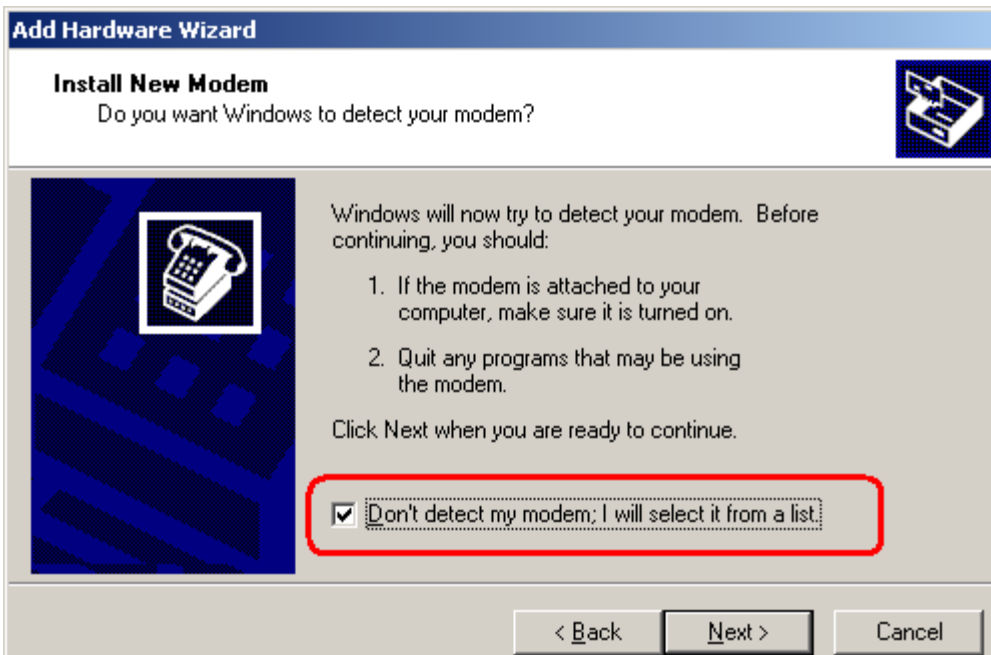 Add Hardware Wizard
Install New Modem
Do you want Windows to detect your modem?
Windows will now try to detect your modem.  Before
continuing, you should:
1.  If the modem is attached to your
computer, make sure it is turned on.
2.  Quit any programs that may be using
the modem.
Click Next when you are ready to continue.
Don't detect my modem; I will select it from a list.
< Back
Next >
Cancel